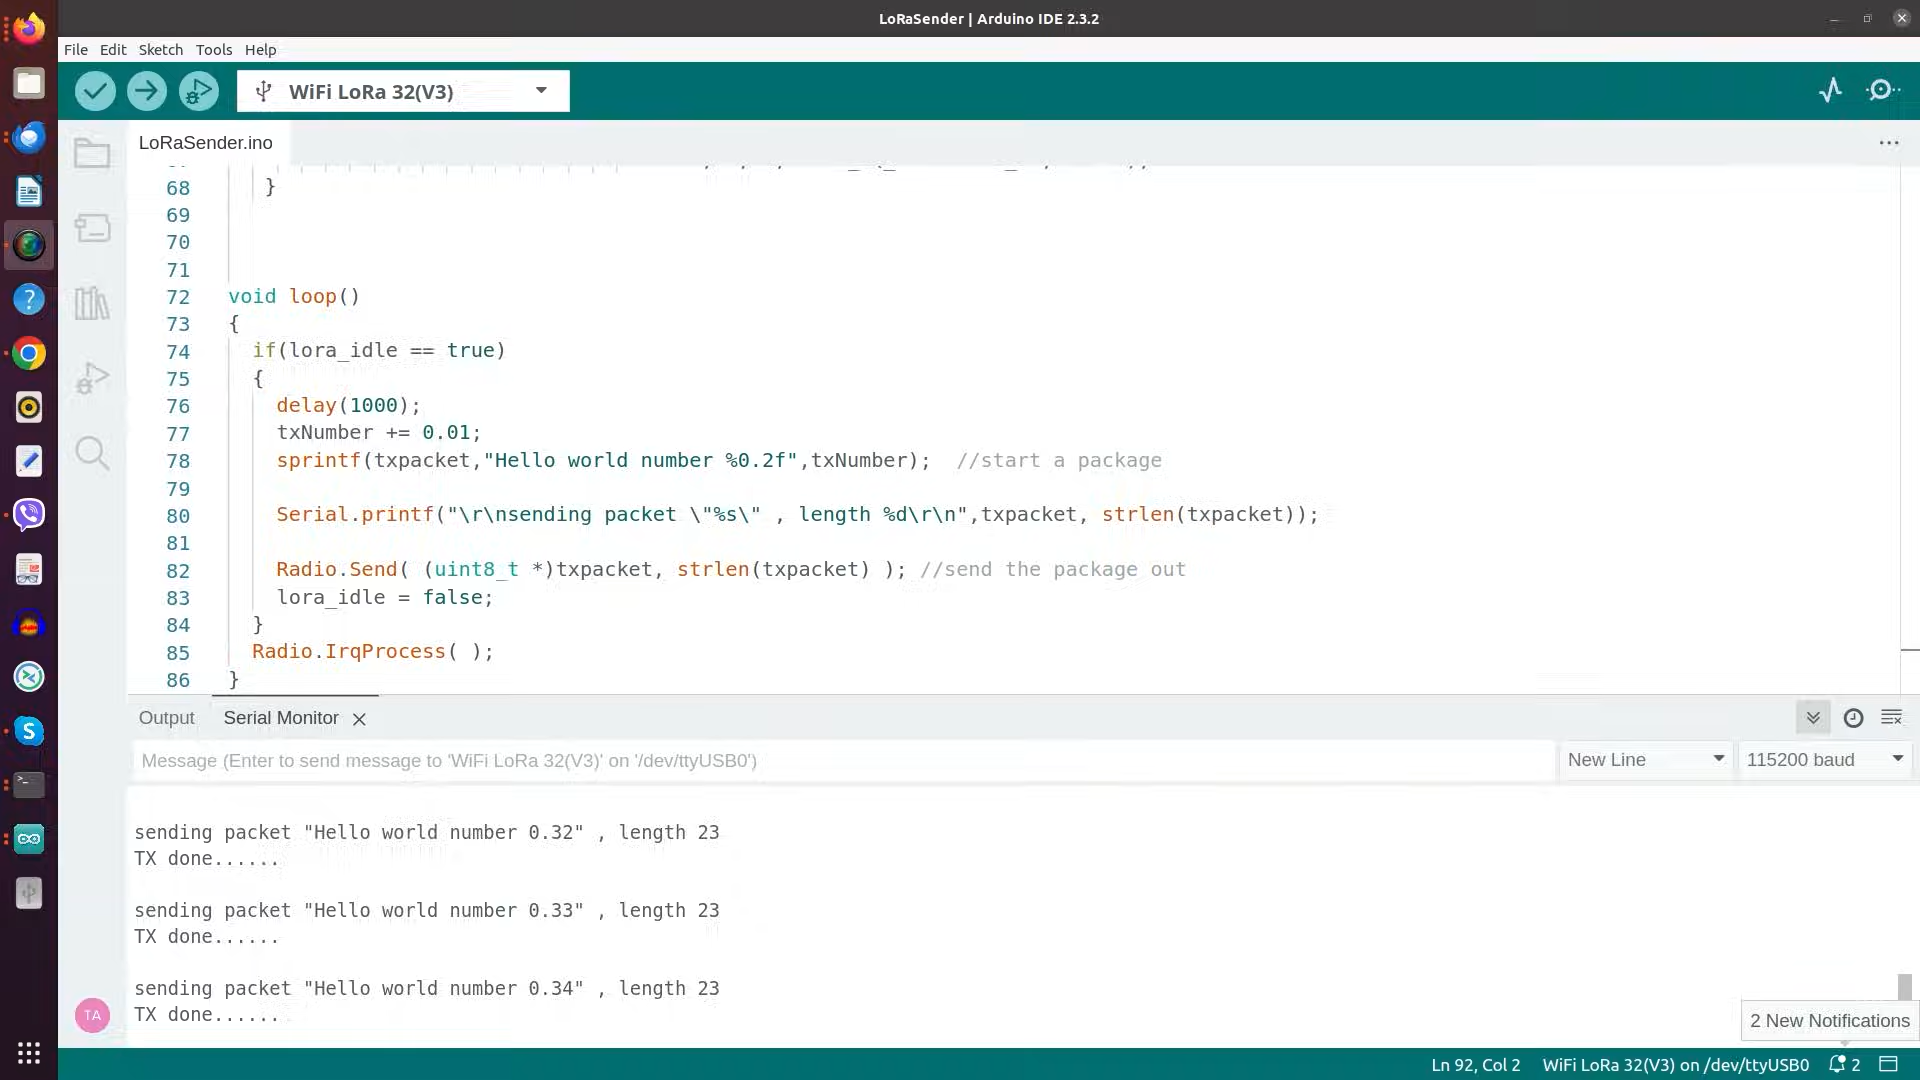 LoRaSender | Arduino IDE 2.3.2
File Edit Sketch Tools Help
WiFi LoRa 32(V3)
LoRaSender.ino
68 }
69
70
71
72 void loop()
73 {
74 if(lora_idle == true)
75 {
76 delay(1000);
77 txNumber += 0.01;
78 sprintf(txpacket,"Hello world number %0.2f",txNumber); //start a package
79
80 Serial.printf("\r\nsending packet \"%s\" , length %d\r\n",txpacket, strlen(txpacket));
81
82 Radio.Send( (uint8_t *)txpacket, strlen(txpacket) ); //send the package out
83 lora_idle = false;
84 }
85 Radio.IrqProcess( );
86 }
Output Serial Monitor
Message (Enter to send message to 'WiFi LoRa 32(V3)' on '/dev/ttyUSB0')
New Line 115200 baud
sending packet "Hello world number 0.32" , length 23
TX done......
sending packet "Hello world number 0.33" , length 23
TX done......
sending packet "Hello world number 0.34" , length 23
TX done......
TA
2 New Notifications
Ln 92, Col 2 WiFi LoRa 32(V3) on /dev/ttyUSB0 2